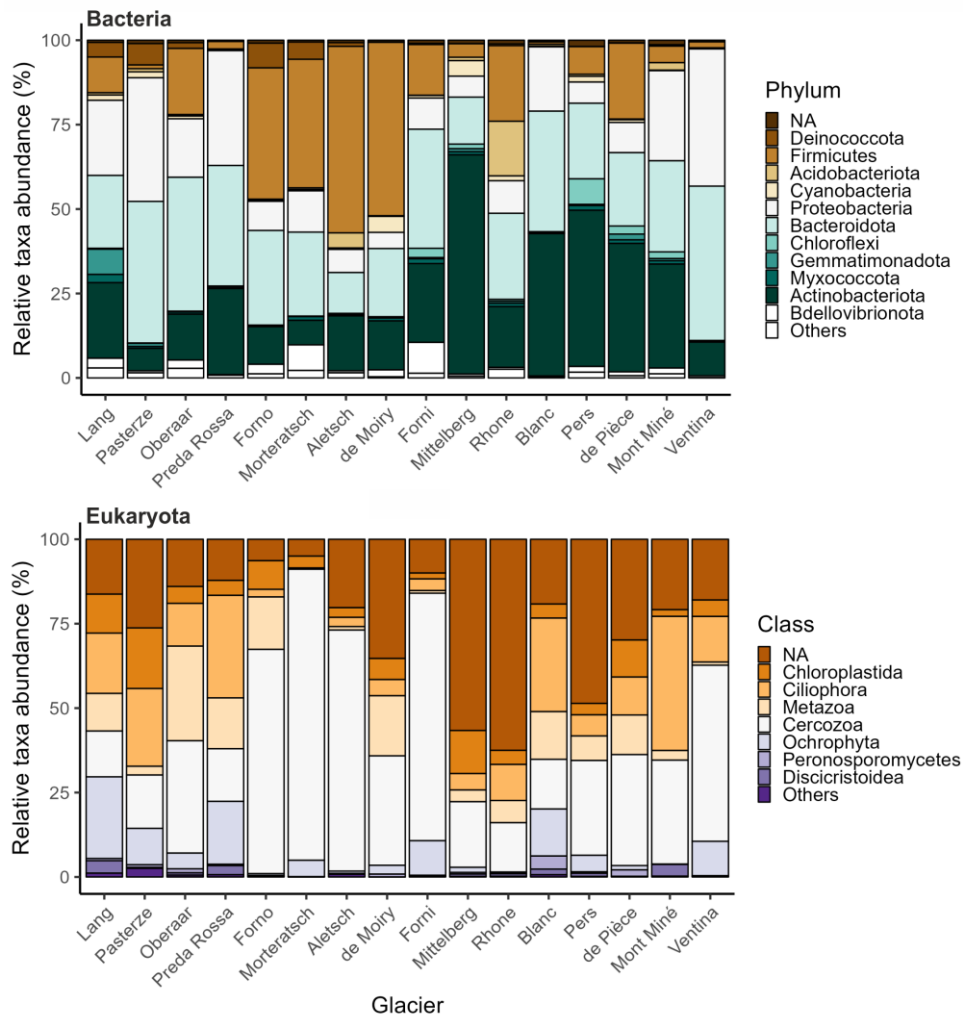 Bacteria
Relative taxa abundance (%)
100
75
50
25
0
Lang
Pasterze
Oberaar
Preda Rossa
Forno
Morteratsch
Aletsch
de Moiry
Forni
Mittelberg
Rhone
Blanc
Pers
de Pièce
Mont Miné
Ventina
Phylum
NA
Deinococcota
Firmicutes
Acidobacteriota
Cyanobacteria
Proteobacteria
Bacteroidota
Chloroflexi
Gemmatimonadota
Myxococcota
Actinobacteriota
Bdellovibrionota
Others
Eukaryota
Relative taxa abundance (%)
100
75
50
25
0
Lang
Pasterze
Oberaar
Preda Rossa
Forno
Morteratsch
Aletsch
de Moiry
Forni
Mittelberg
Rhone
Blanc
Pers
de Pièce
Mont Miné
Ventina
Glacier
Class
NA
Chloroplastida
Ciliophora
Metazoa
Cercozoa
Ochrophyta
Peronosporomycetes
Discicristoidea
Others